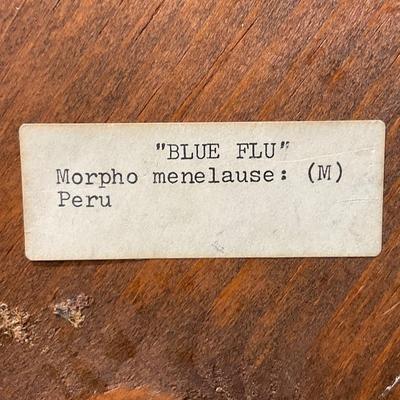 "BLUE FLU"
Morpho menelause: (M)
Peru